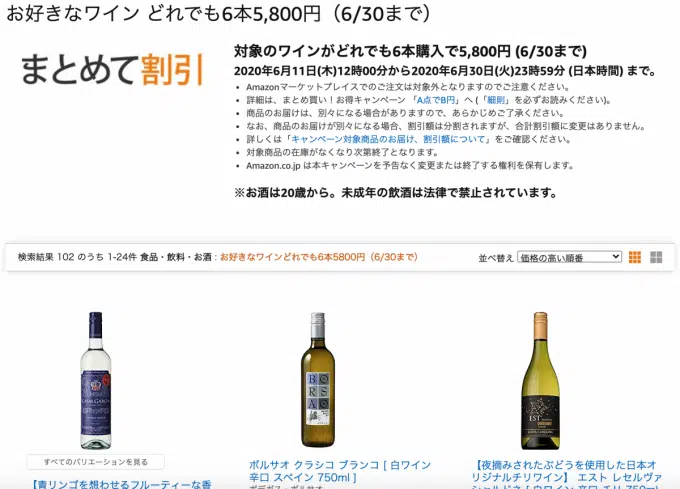 お好きなワイン どれでも6本5,800円（6/30まで）
まとめて割引
対象のワインがどれでも6本購入で5,800円 (6/30まで)
2020年6月11日(木)12時00分から2020年6月30日(火)23時59分 (日本時間) まで。
• Amazonマーケットプレイスでのご注文は対象外となりますのでご注意ください。
• 詳細は、まとめ買い！お得キャンペーン 「A点でB円」へ (「細則」を必ずお読みください)。
• 商品のお届けは、別々になる場合がありますので、あらかじめご了承ください。
• なお、商品のお届けが別々になる場合、割引額は分割されますが、合計割引額に変更はありません。
• 詳しくは「キャンペーン対象商品のお届け、割引額について」をご確認ください。
• 対象商品の在庫がなくなり次第終了となります。
• Amazon.co.jp は本キャンペーンを予告なく変更または終了する権利を保有します。
※お酒は20歳から。未成年の飲酒は法律で禁止されています。
検索結果 102 のうち 1-24件 食品・飲料・お酒 : お好きなワインどれでも6本5800円（6/30まで）
並べ替え 価格の高い順番
CASAL GARCIA
BORSAO
EST
すべてのバリエーションを見る
【青リンゴを想わせるフルーティーな香
ボルサオ クラシコ ブランコ [ 白ワイン
辛口 スペイン 750ml ]
ボデガス・ボルサオ
【夜摘みされたぶどうを使用した日本オ
リジナルチリワイン】 エスト レセルヴァ
シャルドネ [ 白ワイン 辛口 チリ 750ml